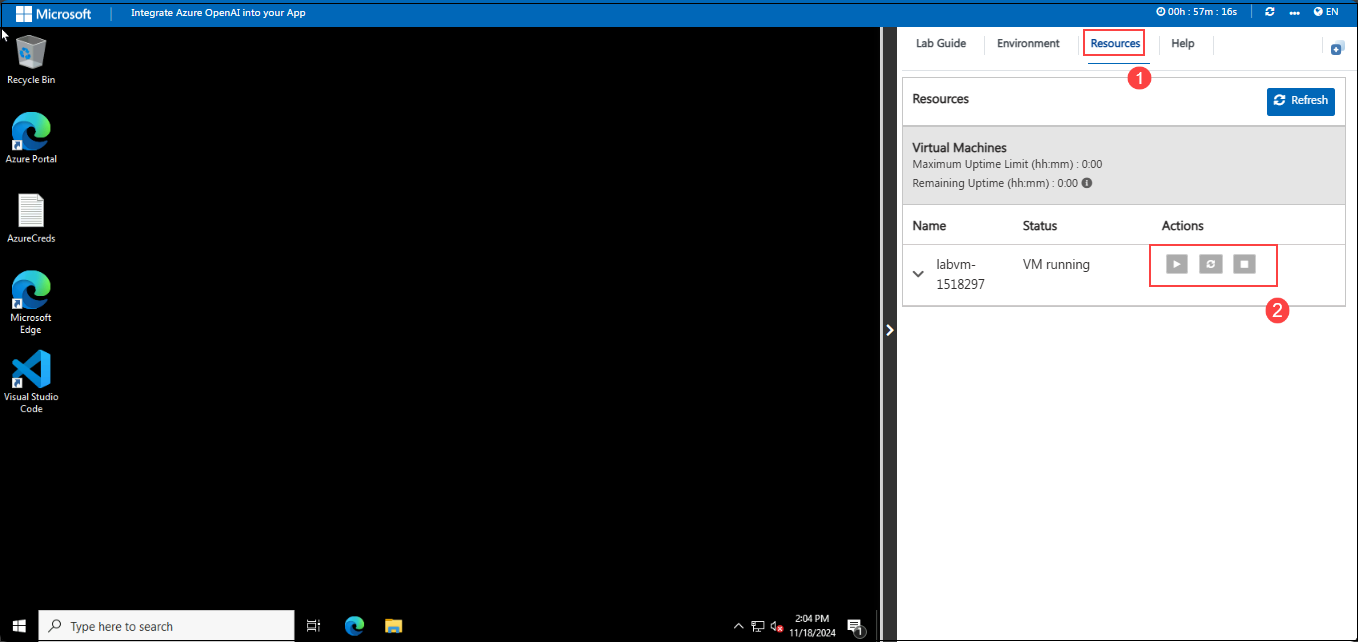 Microsoft
Integrate Azure OpenAI into your App
00h : 57m : 16s
EN
Recycle Bin
Azure Portal
AzureCreds
Microsoft
Edge
Visual Studio
Code
Lab Guide
Environment
Resources
Help
1
Resources
Refresh
Virtual Machines
Maximum Uptime Limit (hh:mm) : 0:00
Remaining Uptime (hh:mm) : 0:00
Name
Status
Actions
labvm-
1518297
VM running
2
Type here to search
2:04 PM
11/18/2024
1